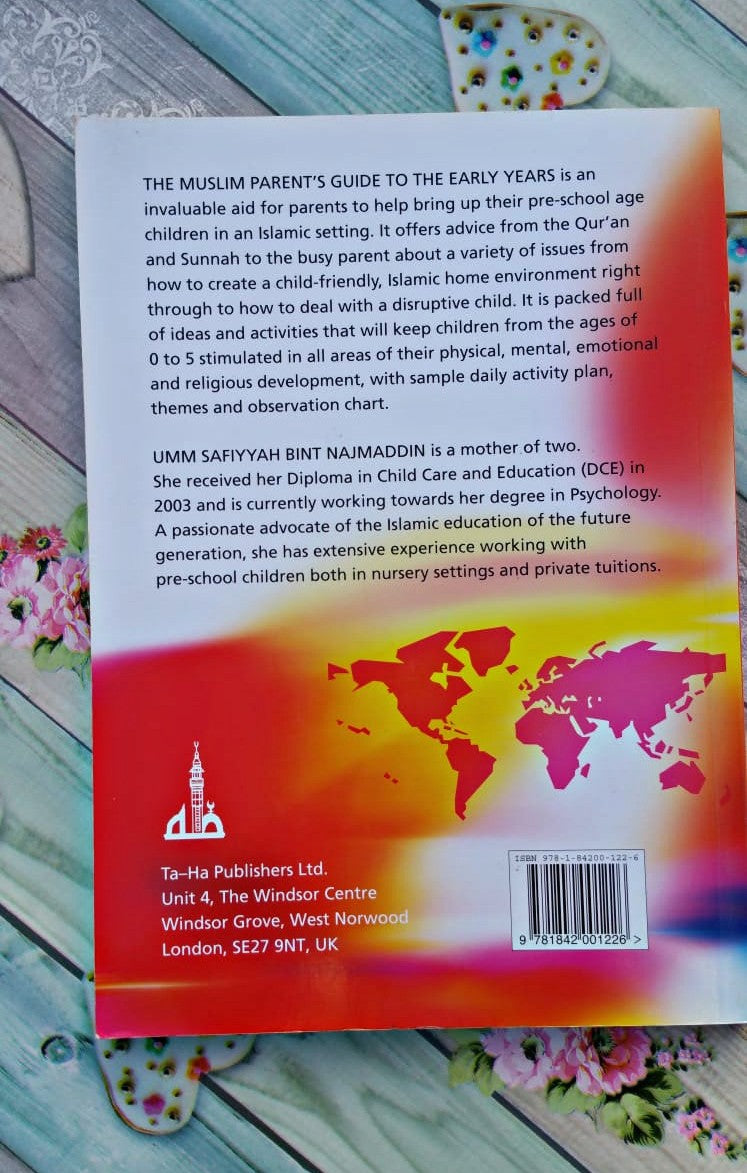 THE MUSLIM PARENT'S GUIDE TO THE EARLY YEARS is an
invaluable aid for parents to help bring up their pre-school age
children in an Islamic setting. It offers advice from the Qur'an
and Sunnah to the busy parent about a variety of issues from
how to create a child-friendly, Islamic home environment right
through to how to deal with a disruptive child. It is packed full
of ideas and activities that will keep children from the ages of
0 to 5 stimulated in all areas of their physical, mental, emotional
and religious development, with sample daily activity plan,
themes and observation chart.
UMM SAFIYYAH BINT NAJMADDIN is a mother of two.
She received her Diploma in Child Care and Education (DCE) in
2003 and is currently working towards her degree in Psychology.
A passionate advocate of the Islamic education of the future
generation, she has extensive experience working with
pre-school children both in nursery settings and private tuitions.
Ta–Ha Publishers Ltd.
Unit 4, The Windsor Centre
Windsor Grove, West Norwood
London, SE27 9NT, UK
ISBN 978-1-84200-122-6
9 781842 001226 >